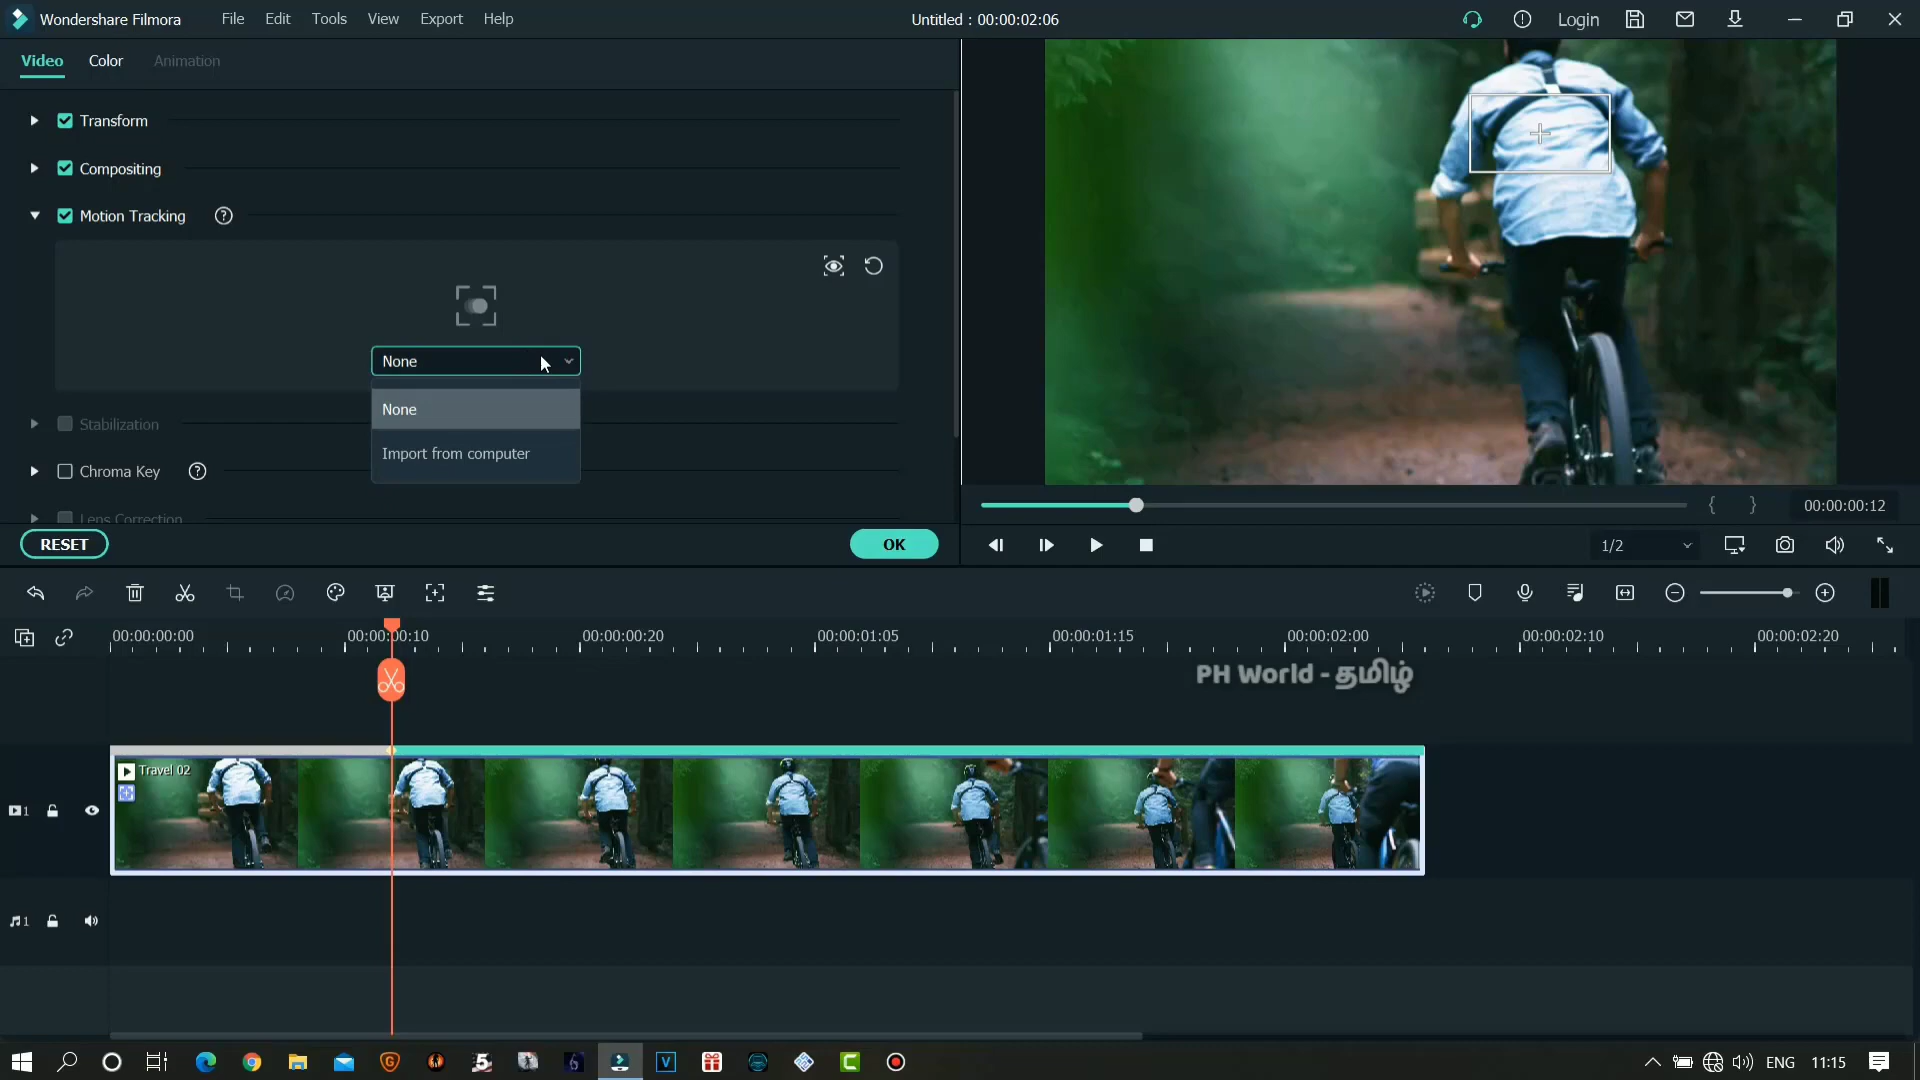 Wondershare Filmora File Edit Tools View Export Help Untitled : 00:00:02:06 Login
Video Color Animation
Transform
Compositing
Motion Tracking
None
None
Stabilization
Import from computer
Chroma Key
Lens Correction
00:00:00:12
RESET OK
1/2
00:00:00:00 00:00:00:10 00:00:00:20 00:00:01:05 00:00:01:15 00:00:02:00 00:00:02:10 00:00:02:20
PH World - தமிழ்
Travel 02
1
1
ENG 11:15